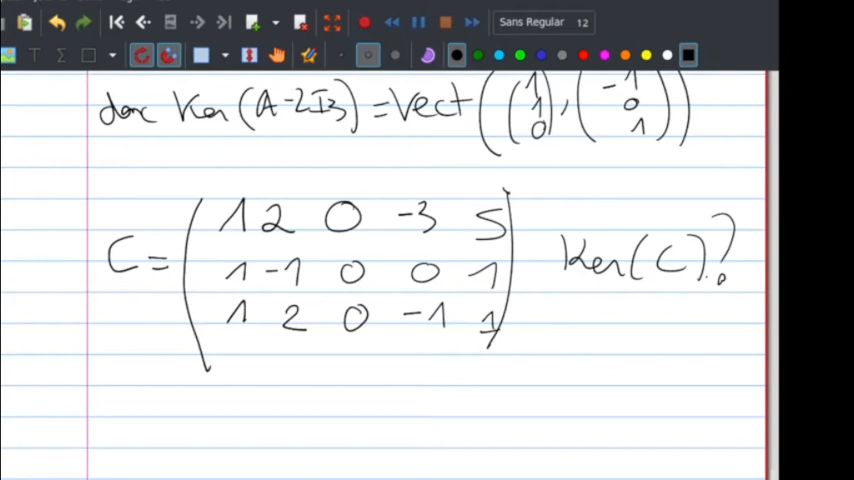 Sans Regular 12
donc Ker(A-2I3) = Vect((1 1 0), (-1 0 1))
C = (1 2 0 -3 5
1 -1 0 0 1
1 2 0 -1 1) Ker(C)?